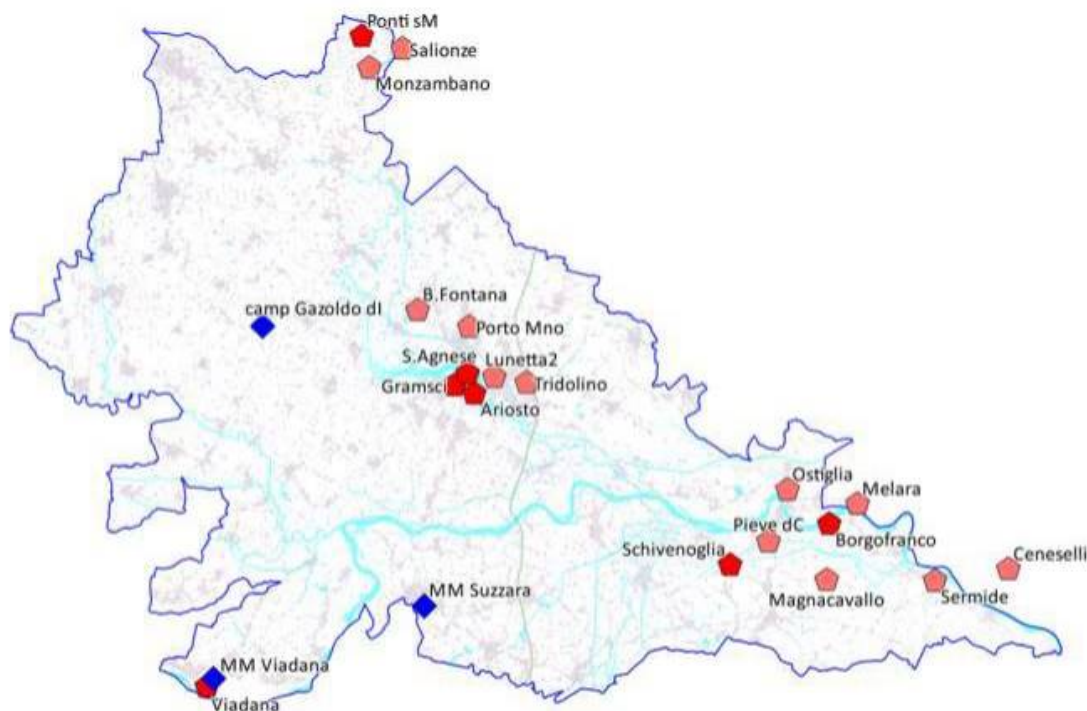 Ponti sM
Salionze
Monzambano
B.Fontana
camp Gazoldo dI
Porto Mno
S.Agnese
Lunetta2
Gramsci
Tridolino
Ariosto
Ostiglia
Melara
Pieve dC
Borgofranco
Schivenoglia
Ceneselli
MM Suzzara
Magnacavallo
Sermide
MM Viadana
Viadana